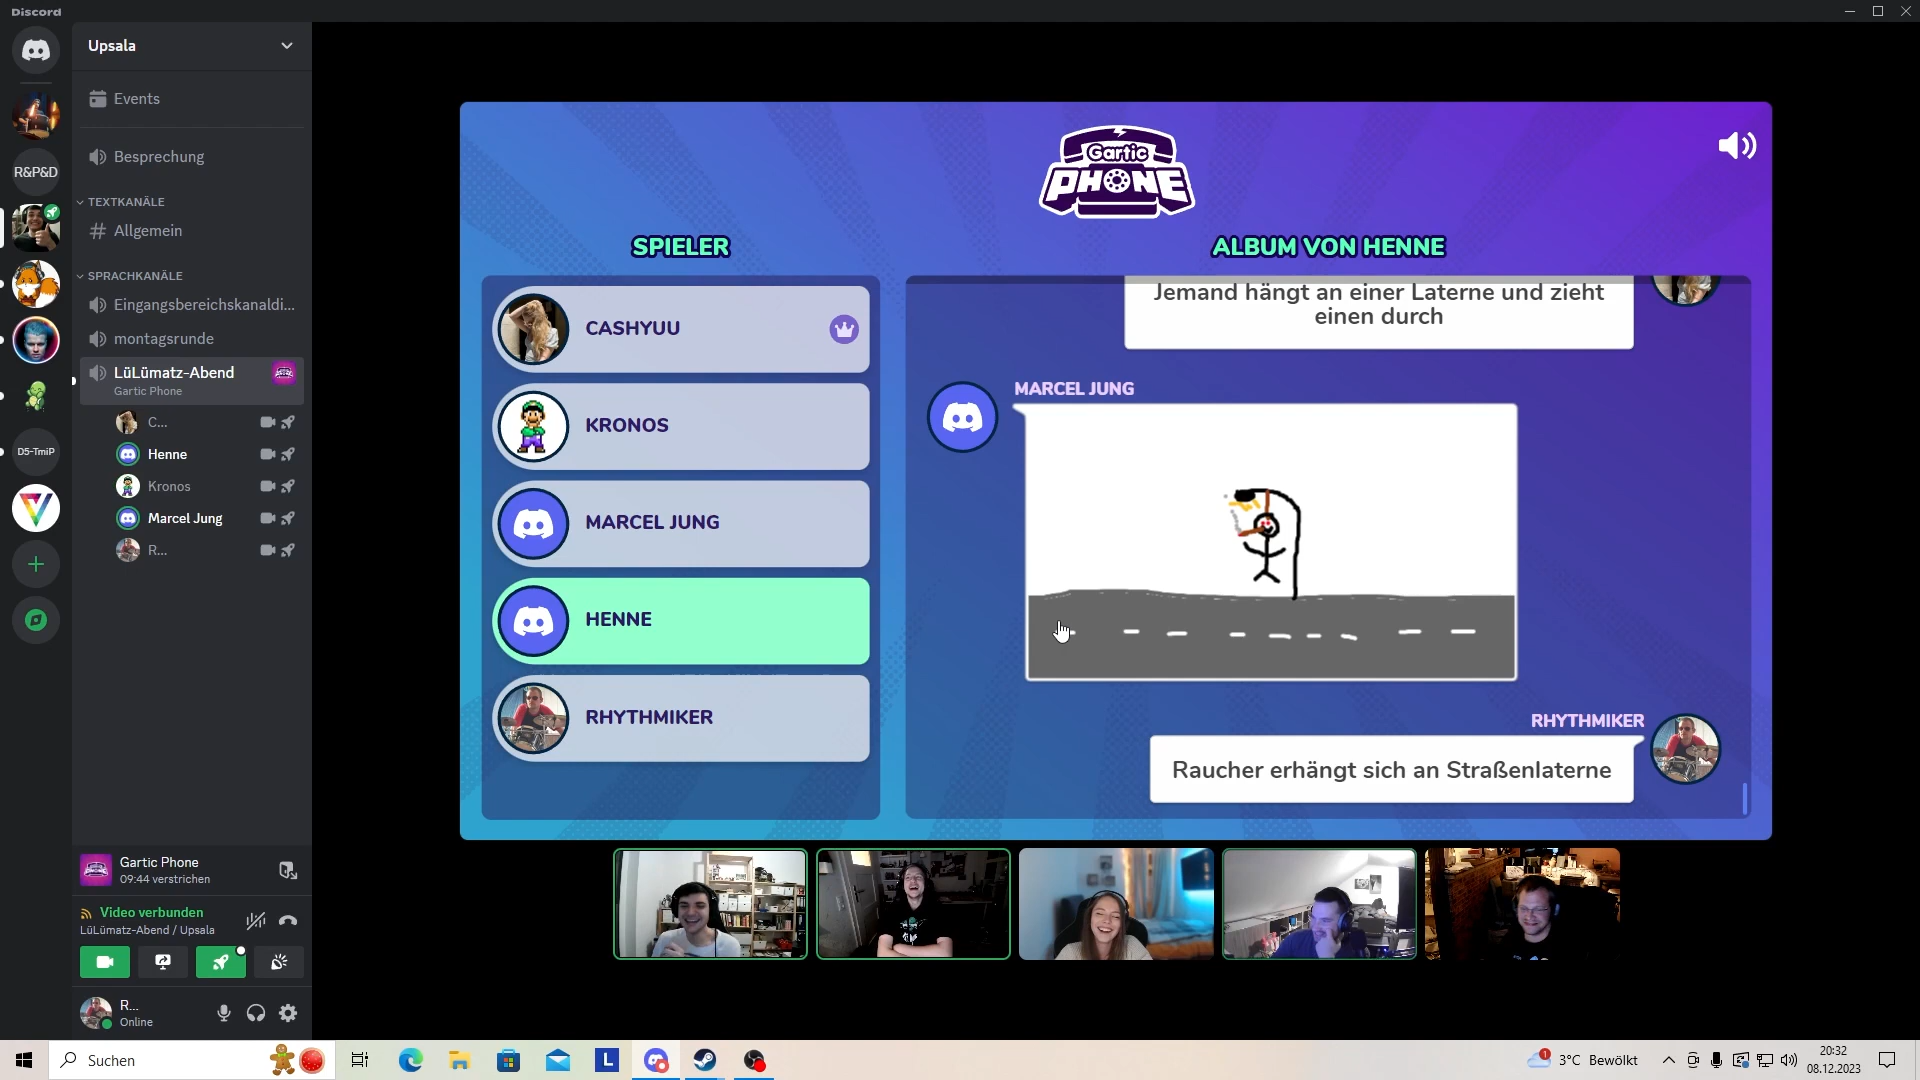 Discord
Upsala
Events
Besprechung
TEXTKANÄLE
Allgemein
SPRACHKANÄLE
Eingangsbereichskanaldi...
montagsrunde
LüLümatz-Abend
Gartic Phone
C...
Henne
Kronos
Marcel Jung
R...
R&P&D
D5-TmiP
Gartic Phone
09:44 verstrichen
Video verbunden
LüLümatz-Abend / Upsala
R...
Online
Gartic
PHONE
SPIELER
CASHYUU
KRONOS
MARCEL JUNG
HENNE
RHYTHMIKER
ALBUM VON HENNE
Jemand hängt an einer Laterne und zieht
einen durch
MARCEL JUNG
RHYTHMIKER
Raucher erhängt sich an Straßenlaterne
Suchen
L
1
3°C Bewölkt
20:32
08.12.2023